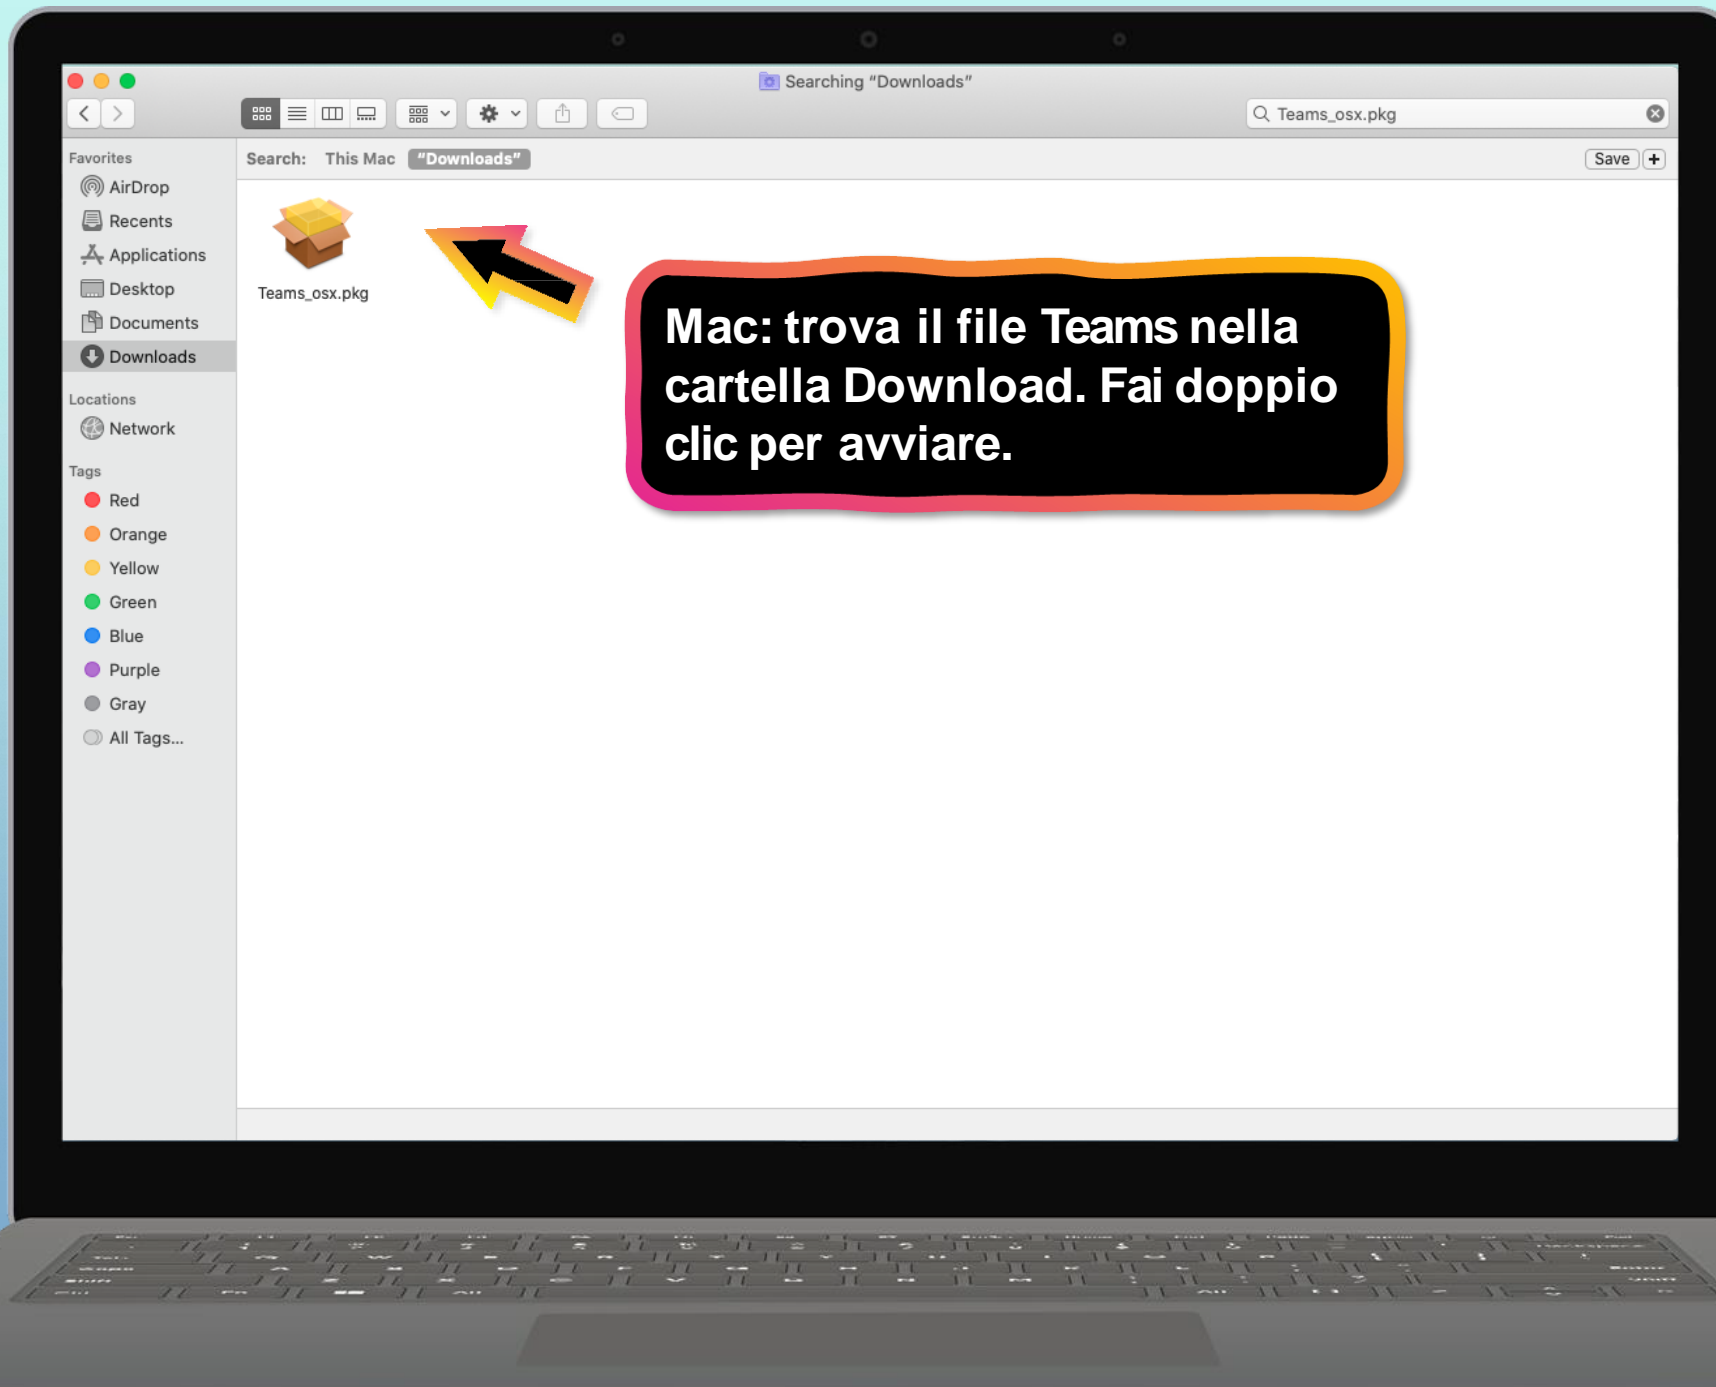 Searching “Downloads”
Teams_osx.pkg
Favorites
Search: This Mac “Downloads”
Save +
AirDrop
Recents
Applications
Desktop
Documents
Downloads
Locations
Network
Tags
Red
Orange
Yellow
Green
Blue
Purple
Gray
All Tags...
Teams_osx.pkg
Mac: trova il file Teams nella
cartella Download. Fai doppio
clic per avviare.